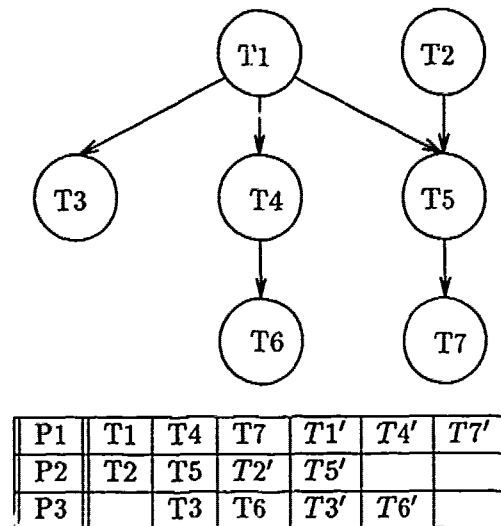 T1 T2
T3 T4 T5
T6 T7
P1 T1 T4 T7 T1' T4' T7'
P2 T2 T5 T2' T5'
P3 T3 T6 T3' T6'